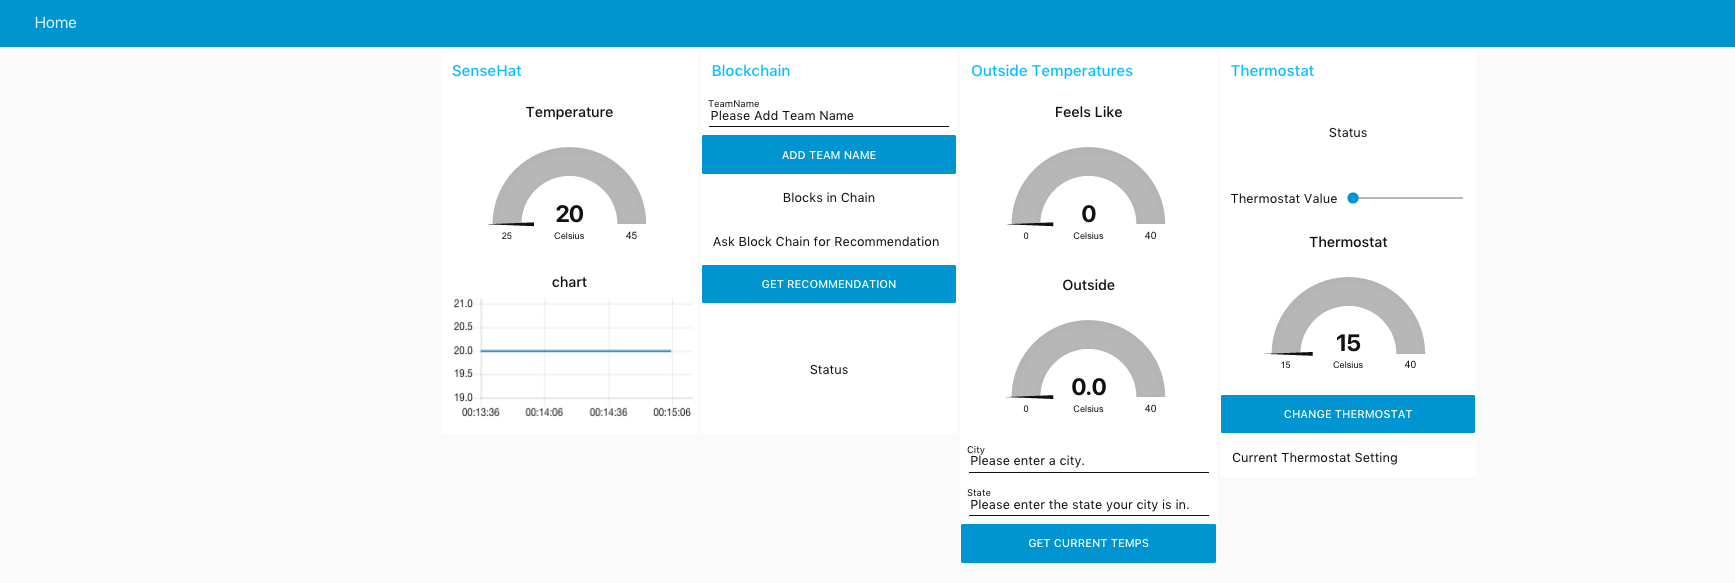 Home
SenseHat
Temperature
20
25
Celsius
45
chart
21.0
20.5
20.0
19.5
19.0
00:13:36 00:14:06 00:14:36 00:15:06
Blockchain
TeamName
Please Add Team Name
ADD TEAM NAME
Blocks in Chain
Ask Block Chain for Recommendation
GET RECOMMENDATION
Status
Outside Temperatures
Feels Like
0
0
Celsius
40
Outside
0.0
0
Celsius
40
City
Please enter a city.
State
Please enter the state your city is in.
GET CURRENT TEMPS
Thermostat
Status
Thermostat Value
Thermostat
15
15
Celsius
40
CHANGE THERMOSTAT
Current Thermostat Setting